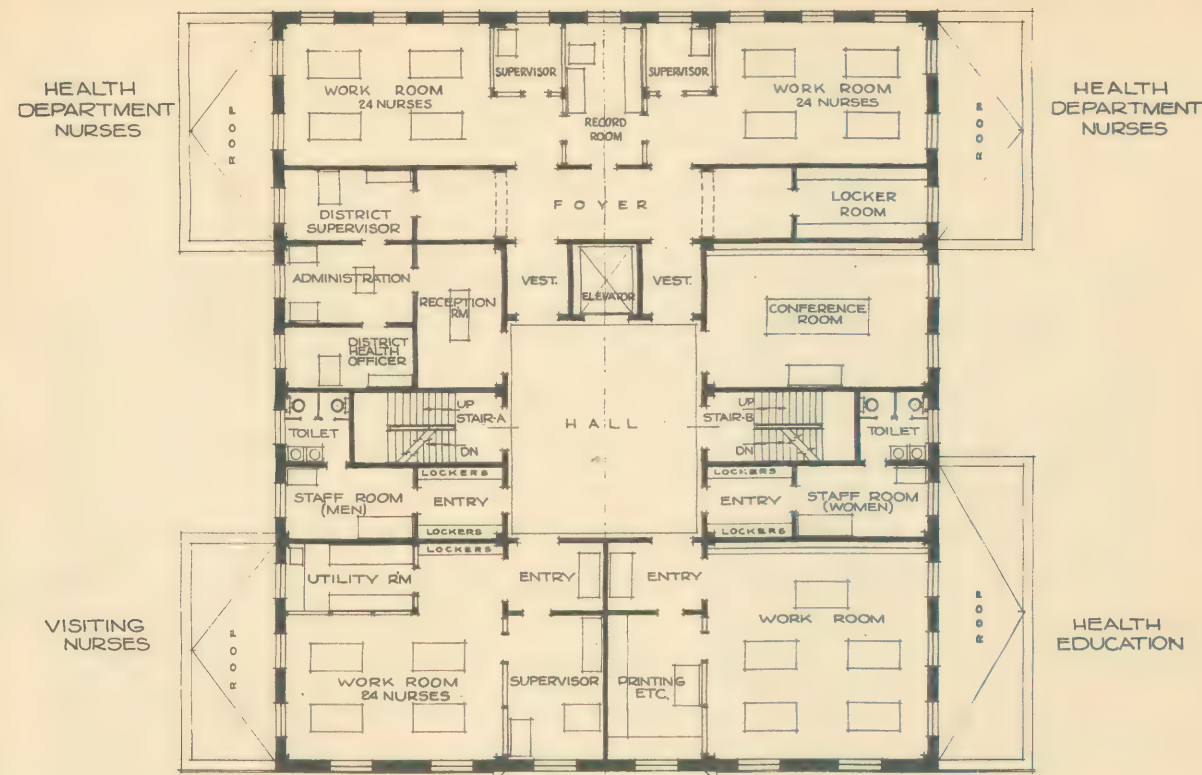 HEALTH
DEPARTMENT
NURSES
ROOF
WORK ROOM
24 NURSES
SUPERVISOR
RECORD
ROOM
SUPERVISOR
WORK ROOM
24 NURSES
ROOF
HEALTH
DEPARTMENT
NURSES
DISTRICT
SUPERVISOR
FOYER
LOCKER
ROOM
ADMINISTRATION
RECEPTION
RM
VEST.
ELEVATOR
VEST.
CONFERENCE
ROOM
DISTRICT
HEALTH
OFFICER
TOILET
UP
STAIR-A
DN
HALL
UP
STAIR-B
DN
TOILET
STAFF ROOM
(MEN)
LOCKERS
ENTRY
LOCKERS
LOCKERS
ENTRY
LOCKERS
STAFF ROOM
(WOMEN)
LOCKERS
UTILITY R'M
ENTRY
ENTRY
WORK ROOM
VISITING
NURSES
ROOF
WORK ROOM
24 NURSES
SUPERVISOR
PRINTING
ETC.
ROOF
HEALTH
EDUCATION